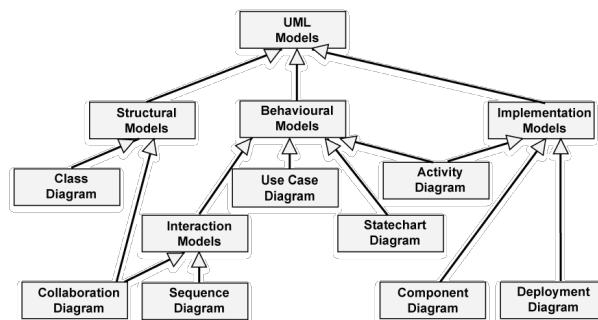 UML
Models
Structural
Models
Behavioural
Models
Implementation
Models
Class
Diagram
Use Case
Diagram
Activity
Diagram
Interaction
Models
Statechart
Diagram
Collaboration
Diagram
Sequence
Diagram
Component
Diagram
Deployment
Diagram